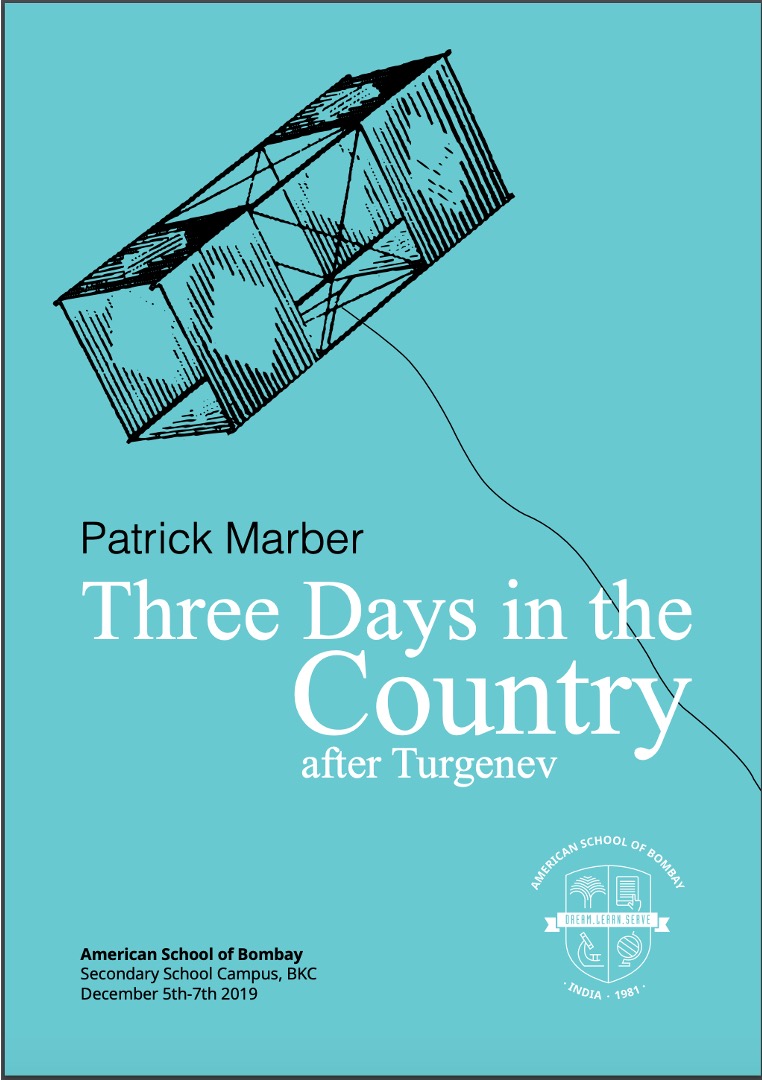 Patrick Marber
Three Days in the
Country
after Turgenev
AMERICAN SCHOOL OF BOMBAY
DREAM.LEARN.SERVE
· INDIA · 1981 ·
American School of Bombay
Secondary School Campus, BKC
December 5th-7th 2019